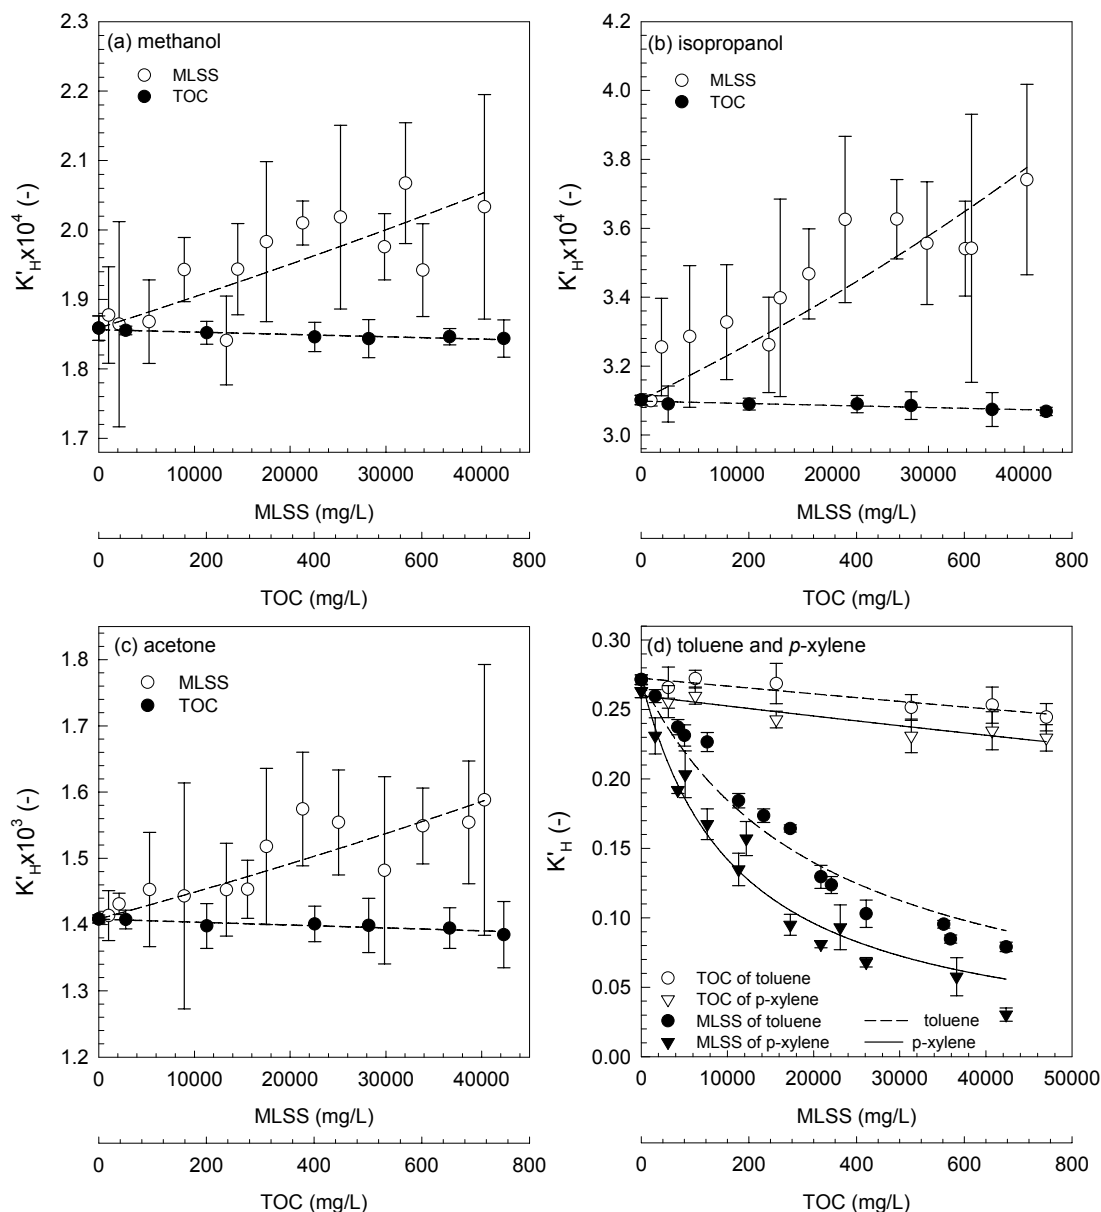 (a) methanol
MLSS
TOC
2.3
2.2
2.1
2.0
1.9
1.8
1.7
K'Hx10⁴ (-)
0 10000 20000 30000 40000
MLSS (mg/L)
0 200 400 600 800
TOC (mg/L)
(b) isopropanol
MLSS
TOC
4.2
4.0
3.8
3.6
3.4
3.2
3.0
K'Hx10⁴ (-)
0 10000 20000 30000 40000
MLSS (mg/L)
0 200 400 600 800
TOC (mg/L)
(c) acetone
MLSS
TOC
1.8
1.7
1.6
1.5
1.4
1.3
1.2
K'Hx10³ (-)
0 10000 20000 30000 40000
MLSS (mg/L)
0 200 400 600 800
TOC (mg/L)
(d) toluene and p-xylene
0.30
0.25
0.20
0.15
0.10
0.05
0.00
K'H (-)
TOC of toluene
TOC of p-xylene
MLSS of toluene
MLSS of p-xylene
toluene
p-xylene
0 10000 20000 30000 40000 50000
MLSS (mg/L)
0 200 400 600 800
TOC (mg/L)